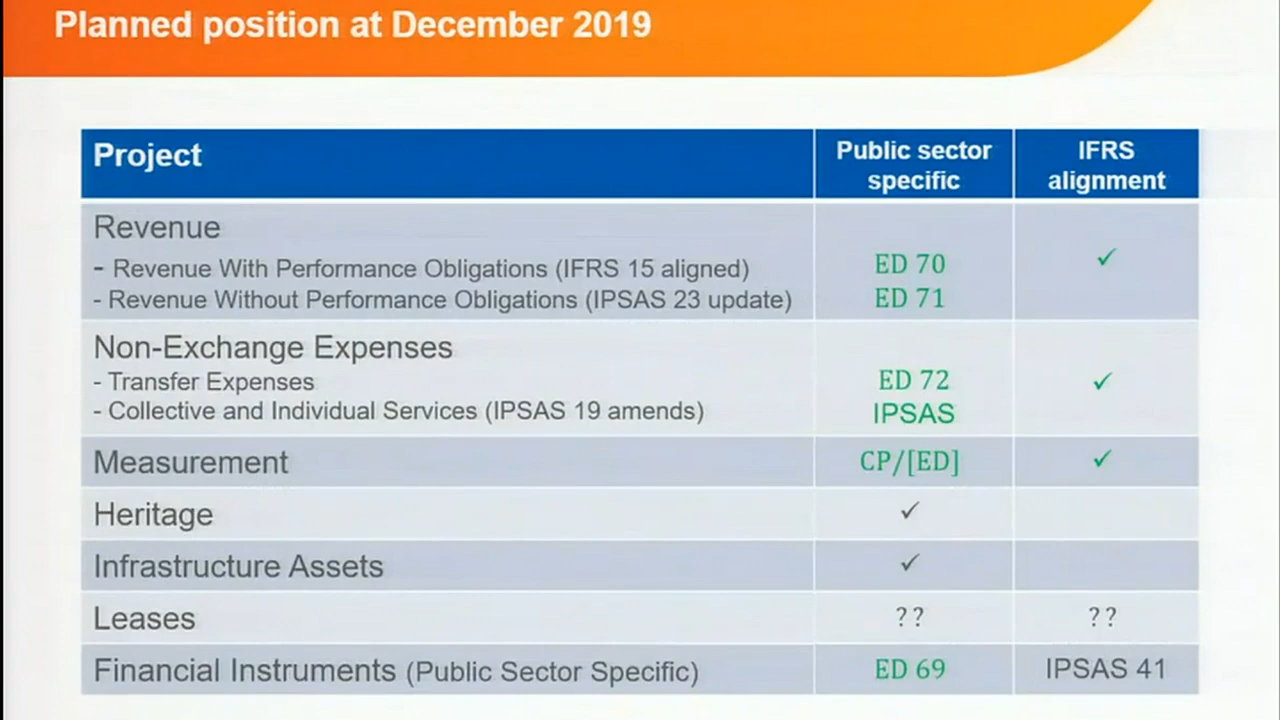 Planned position at December 2019
Project
Public sector
specific
IFRS
alignment
Revenue
- Revenue With Performance Obligations (IFRS 15 aligned)
- Revenue Without Performance Obligations (IPSAS 23 update)
ED 70
ED 71
✓
Non-Exchange Expenses
- Transfer Expenses
- Collective and Individual Services (IPSAS 19 amends)
ED 72
IPSAS
✓
Measurement
CP/[ED]
✓
Heritage
✓
Infrastructure Assets
✓
Leases
??
??
Financial Instruments (Public Sector Specific)
ED 69
IPSAS 41